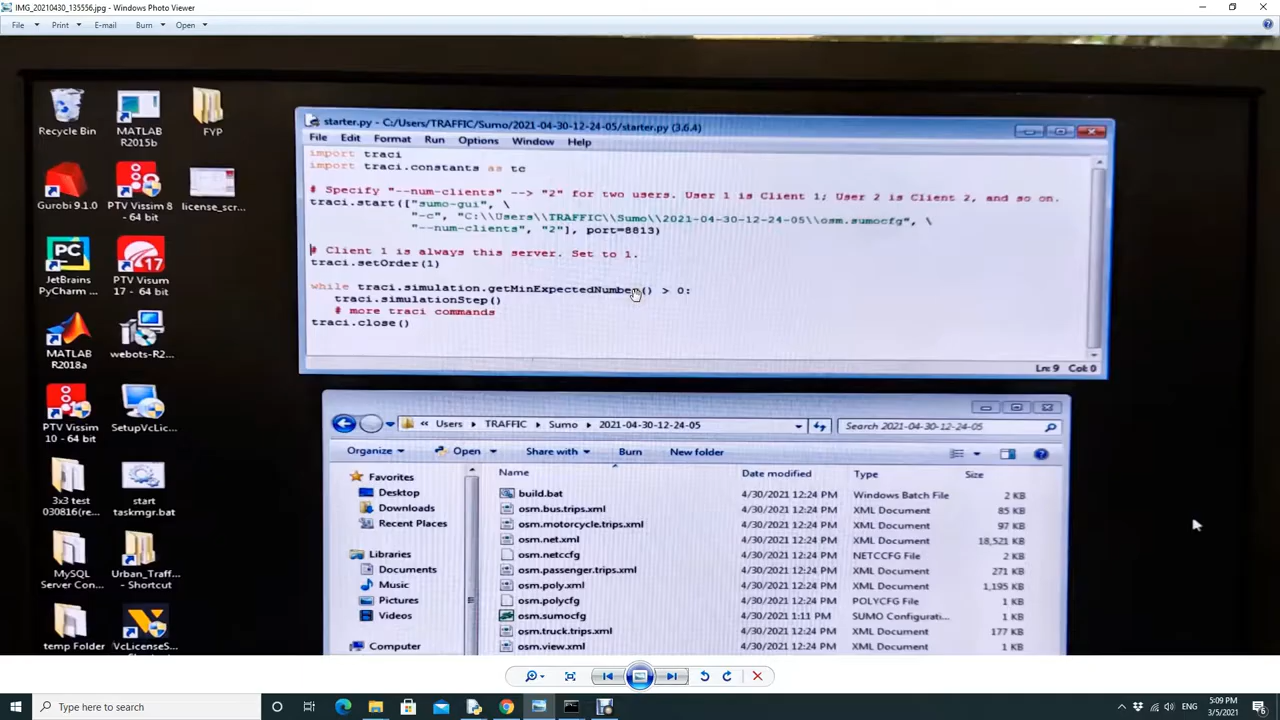 IMG_20210430_135556.jpg - Windows Photo Viewer
File Print E-mail Burn Open
Recycle Bin
MATLAB R2015b
FYP
Gurobi 9.1.0
PTV Vissim 8 - 64 bit
license_scr...
JetBrains PyCharm ...
PTV Visum 17 - 64 bit
MATLAB R2018a
webots-R2...
PTV Vissim 10 - 64 bit
SetupVcLic...
3x3 test 030816(re...
start taskmgr.bat
MySQL Server Con...
Urban_Traff... - Shortcut
temp Folder
VcLicenseS...
starter.py - C:/Users/TRAFFIC/Sumo/2021-04-30-12-24-05/starter.py (3.6.4)
File Edit Format Run Options Window Help
import traci
import traci.constants as tc
# Specify "--num-clients" --> "2" for two users. User 1 is Client 1; User 2 is Client 2, and so on.
traci.start(["sumo-gui", \
"-c", "C:\\Users\\TRAFFIC\\Sumo\\2021-04-30-12-24-05\\osm.sumocfg", \
"--num-clients", "2"], port=8813)
# Client 1 is always this server. Set to 1.
traci.setOrder(1)
while traci.simulation.getMinExpectedNumber() > 0:
traci.simulationStep()
# more traci commands
traci.close()
Ln: 9 Col: 0
« Users TRAFFIC Sumo 2021-04-30-12-24-05
Search 2021-04-30-12-24-05
Organize Open Share with Burn New folder
Favorites
Desktop
Downloads
Recent Places
Libraries
Documents
Music
Pictures
Videos
Computer
Name Date modified Type Size
build.bat 4/30/2021 12:24 PM Windows Batch File 2 KB
osm.bus.trips.xml 4/30/2021 12:24 PM XML Document 85 KB
osm.motorcycle.trips.xml 4/30/2021 12:24 PM XML Document 97 KB
osm.net.xml 4/30/2021 12:24 PM XML Document 18,521 KB
osm.netccfg 4/30/2021 12:24 PM NETCCFG File 2 KB
osm.passenger.trips.xml 4/30/2021 12:24 PM XML Document 271 KB
osm.poly.xml 4/30/2021 12:24 PM XML Document 1,195 KB
osm.polycfg 4/30/2021 12:24 PM POLYCFG File 1 KB
osm.sumocfg 4/30/2021 1:11 PM SUMO Configurati... 1 KB
osm.truck.trips.xml 4/30/2021 12:24 PM XML Document 177 KB
osm.view.xml 4/30/2021 12:24 PM XML Document 1 KB
Type here to search
ENG
5:09 PM
3/5/2021
6